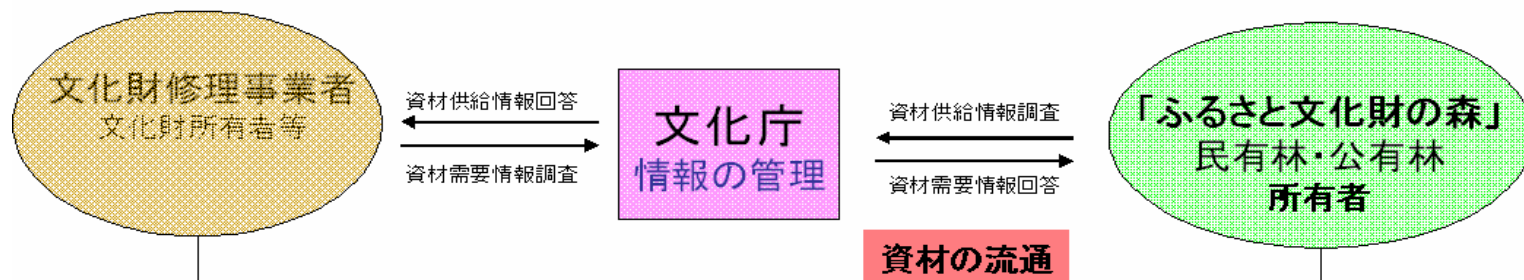 文化財修理事業者
文化財所有者等
資材供給情報回答
資材需要情報調査
文化庁
情報の管理
資材供給情報調査
資材需要情報回答
「ふるさと文化財の森」
民有林・公有林
所有者
資材の流通